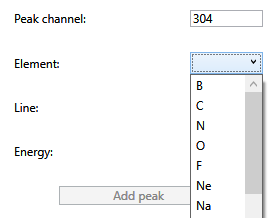 Peak channel: 304
Element:
B
C
N
O
F
Ne
Na
Line:
Energy:
Add peak